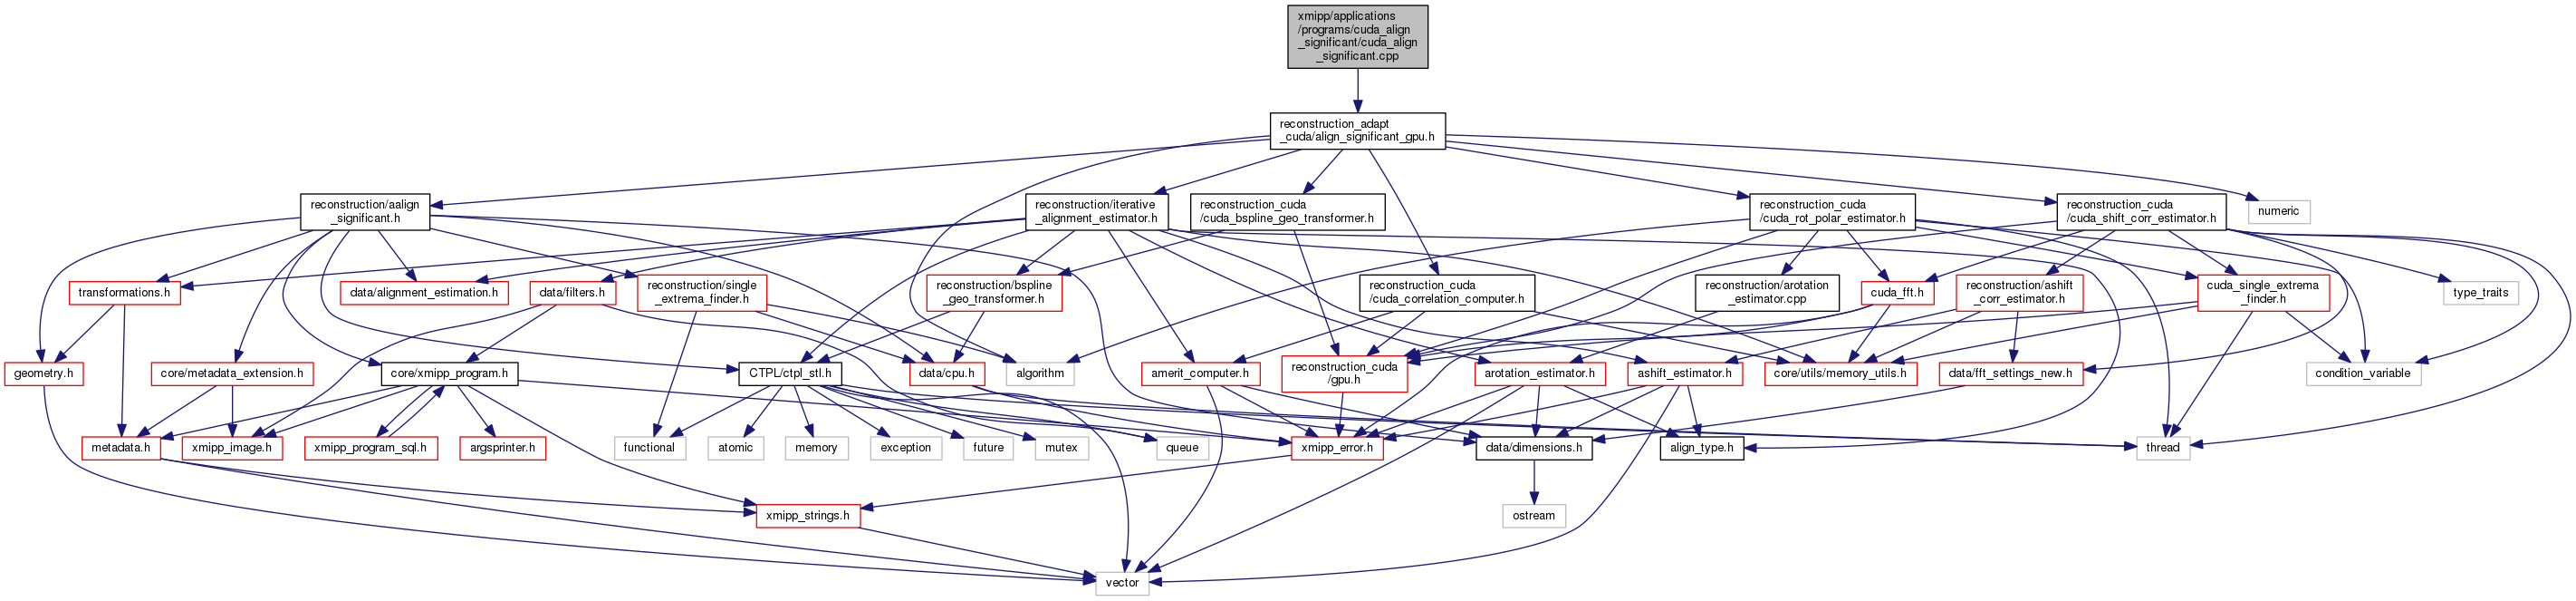 xmipp/applications
/programs/cuda_align
_significant/cuda_align
_significant.cpp
reconstruction_adapt
_cuda/align_significant_gpu.h
reconstruction/aalign
_significant.h
reconstruction/iterative
_alignment_estimator.h
reconstruction_cuda
/cuda_bspline_geo_transformer.h
reconstruction_cuda
/cuda_rot_polar_estimator.h
reconstruction_cuda
/cuda_shift_corr_estimator.h
numeric
transformations.h
data/alignment_estimation.h
data/filters.h
reconstruction/single
_extrema_finder.h
reconstruction/bspline
_geo_transformer.h
reconstruction_cuda
/cuda_correlation_computer.h
reconstruction/arotation
_estimator.cpp
cuda_fft.h
reconstruction/ashift
_corr_estimator.h
cuda_single_extrema
_finder.h
type_traits
geometry.h
core/metadata_extension.h
core/xmipp_program.h
CTPL/ctpl_stl.h
data/cpu.h
algorithm
amerit_computer.h
reconstruction_cuda
/gpu.h
arotation_estimator.h
ashift_estimator.h
core/utils/memory_utils.h
data/fft_settings_new.h
condition_variable
metadata.h
xmipp_image.h
xmipp_program_sql.h
argsprinter.h
functional
atomic
memory
exception
future
mutex
queue
xmipp_error.h
data/dimensions.h
align_type.h
thread
xmipp_strings.h
ostream
vector